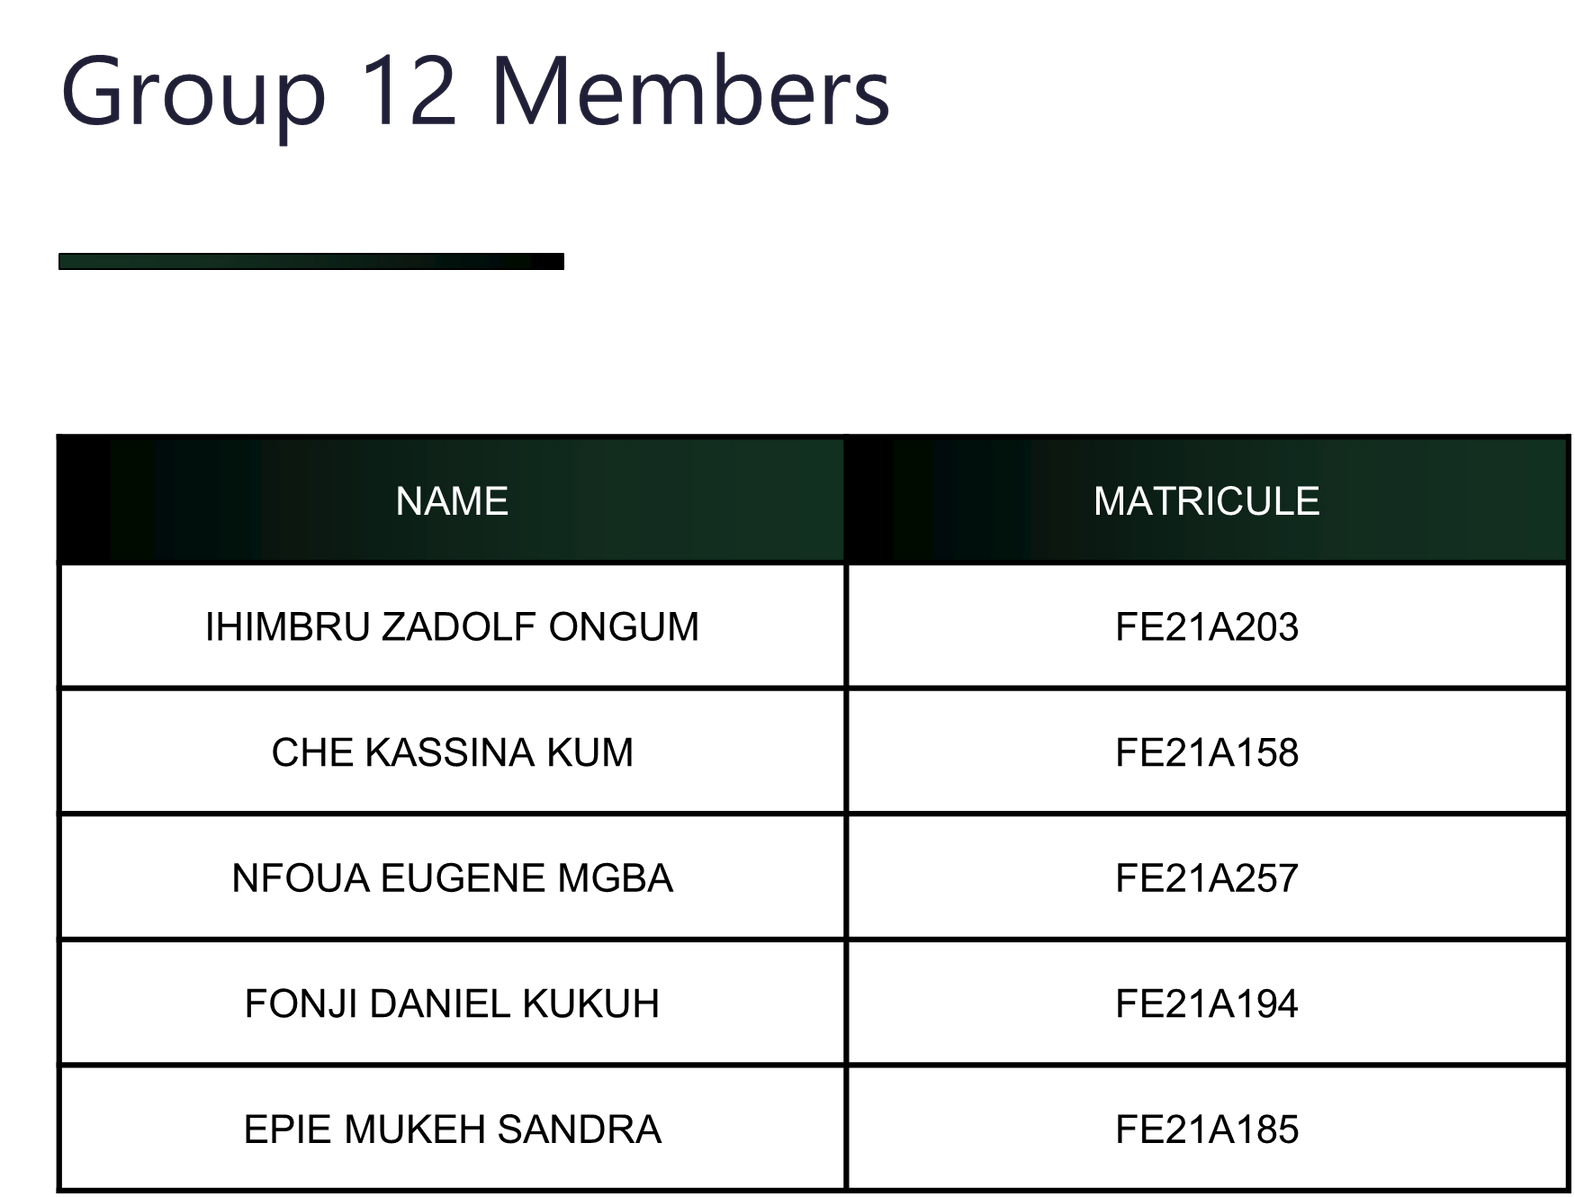 Group 12 Members
NAME MATRICULE
IHIMBRU ZADOLF ONGUM FE21A203
CHE KASSINA KUM FE21A158
NFOUA EUGENE MGBA FE21A257
FONJI DANIEL KUKUH FE21A194
EPIE MUKEH SANDRA FE21A185